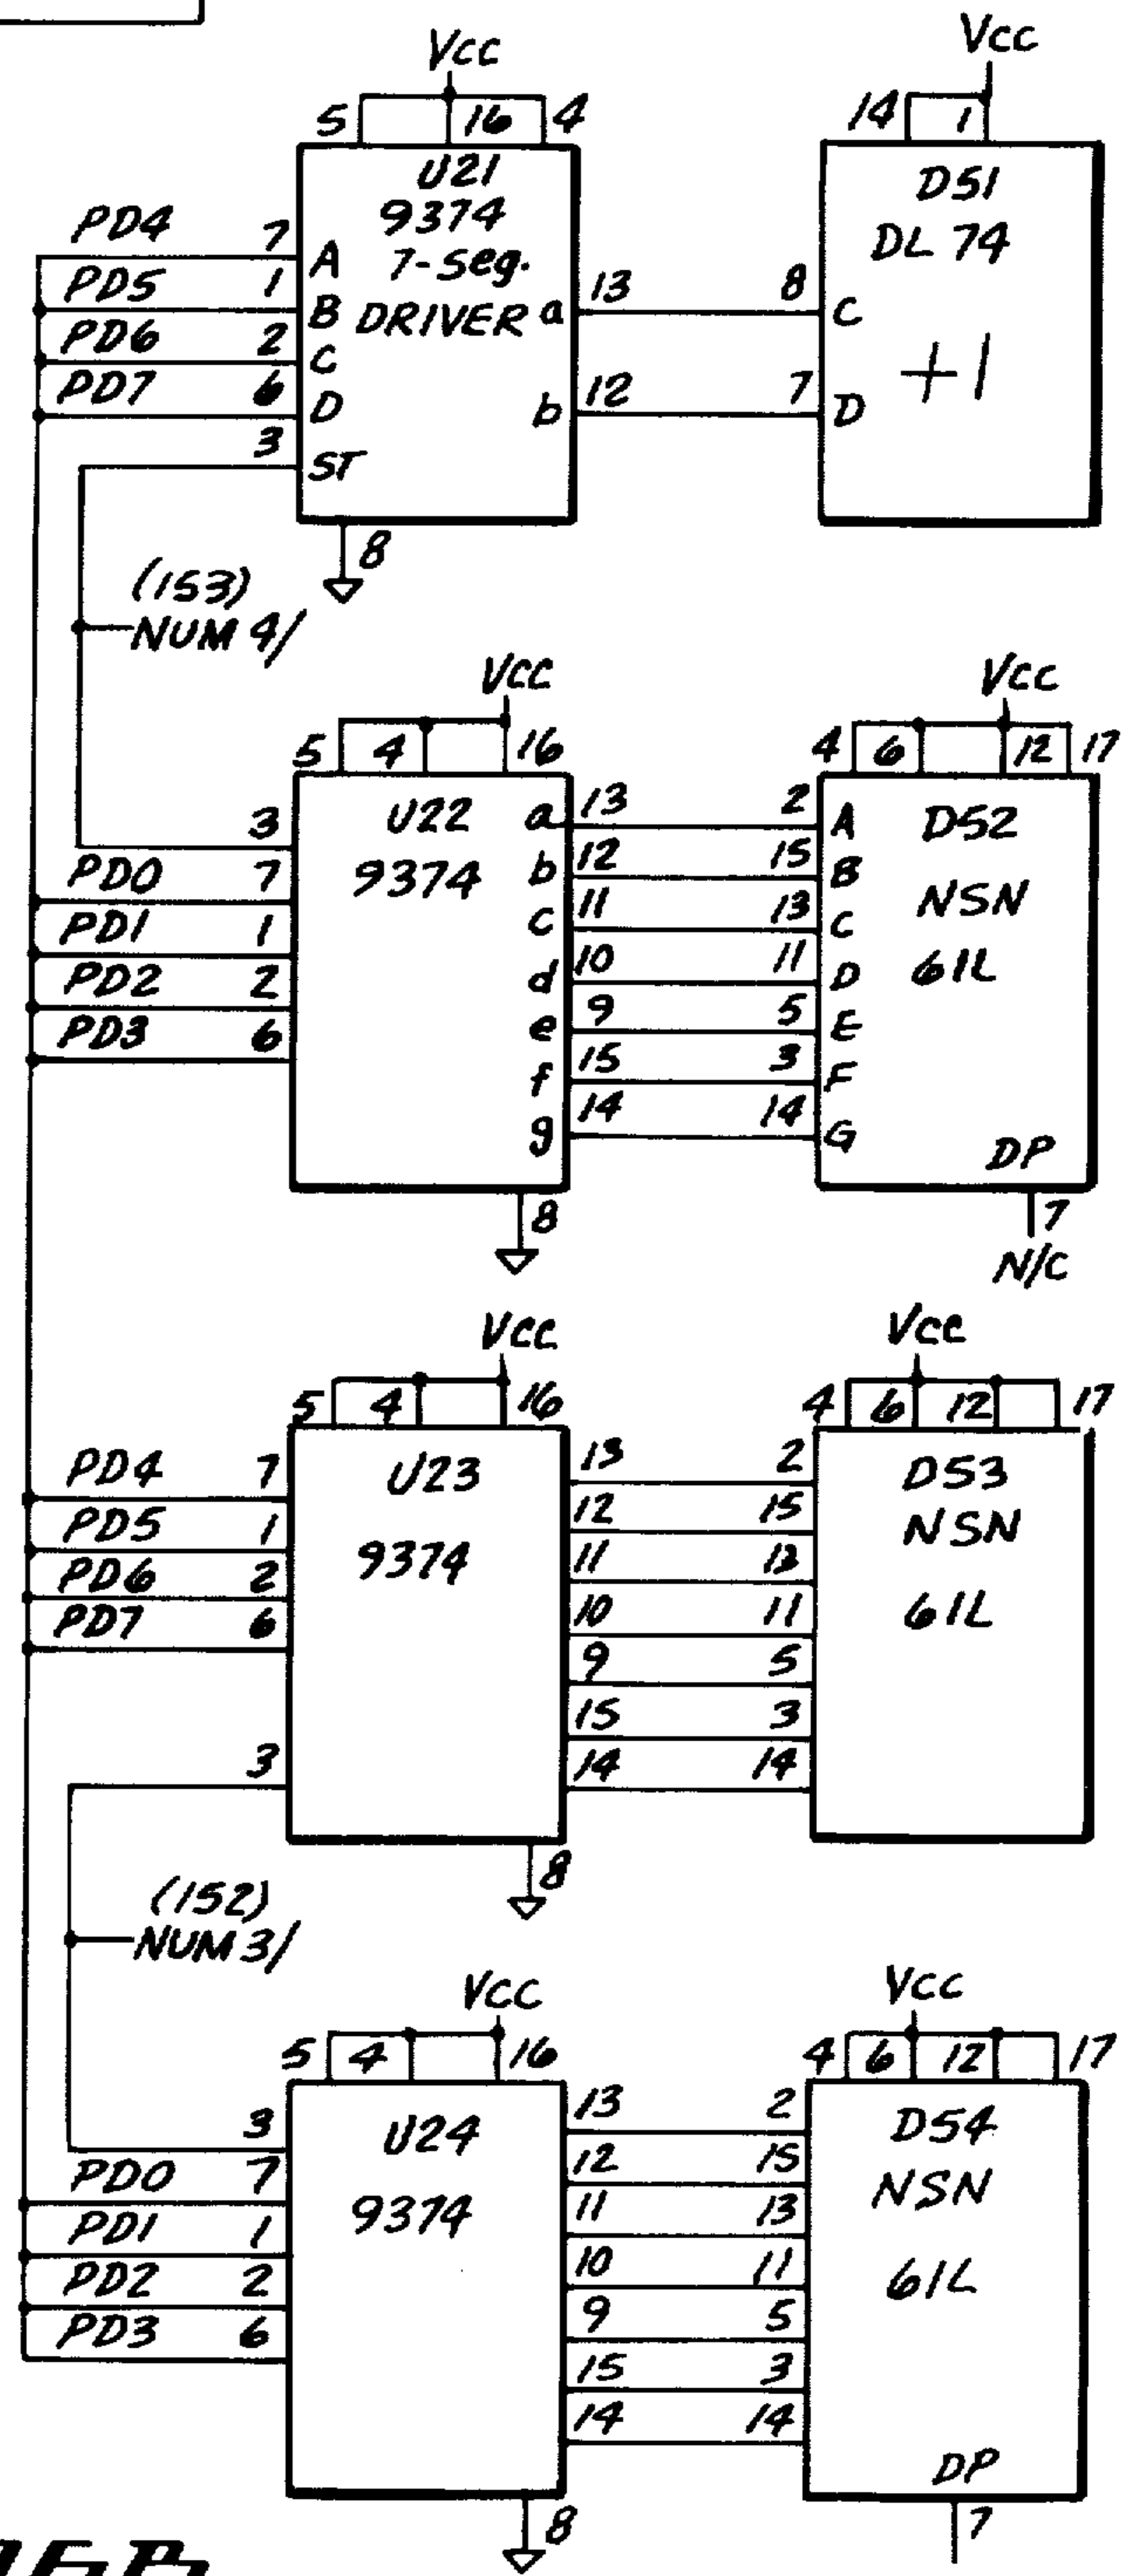 Vcc
Vcc
5 16 4
14 1
U21
9374
7-Seg.
DRIVER
PD4 7 A
PD5 1 B
PD6 2 C
PD7 6 D
3 ST
a 13
b 12
8
DS1
DL 74
8 C
+1
7 D
(153)
NUM 4/
Vcc
Vcc
5 4 16
4 6 12 17
U22
9374
3
PD0 7
PD1 1
PD2 2
PD3 6
a 13 2 A
b 12 15 B
c 11 13 C
d 10 11 D
e 9 5 E
f 15 3 F
g 14 14 G
DS2
NSN
61L
DP
8
7
N/C
Vcc
Vcc
5 4 16
4 6 12 17
U23
9374
PD4 7
PD5 1
PD6 2
PD7 6
3
13 2
12 15
11 13
10 11
9 5
15 3
14 14
DS3
NSN
61L
8
(152)
NUM 3/
Vcc
Vcc
5 4 16
4 6 12 17
U24
9374
3
PD0 7
PD1 1
PD2 2
PD3 6
13 2
12 15
11 13
10 11
9 5
15 3
14 14
DS4
NSN
61L
DP
8
7